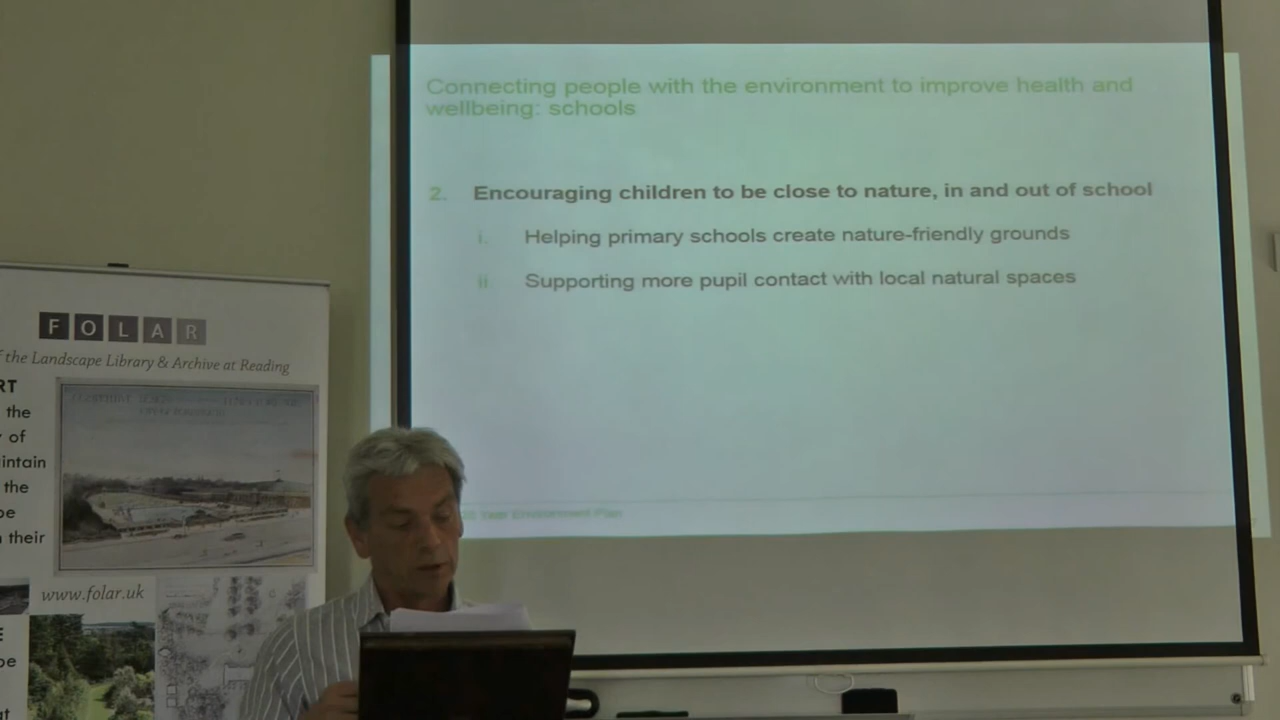 Connecting people with the environment to improve health and
wellbeing: schools
2. Encouraging children to be close to nature, in and out of school
i. Helping primary schools create nature-friendly grounds
ii. Supporting more pupil contact with local natural spaces
Year Environment Plan
FOLAR
f the Landscape Library & Archive at Reading
RT
the
of
intain
the
be
their
www.folar.uk
E
be
at